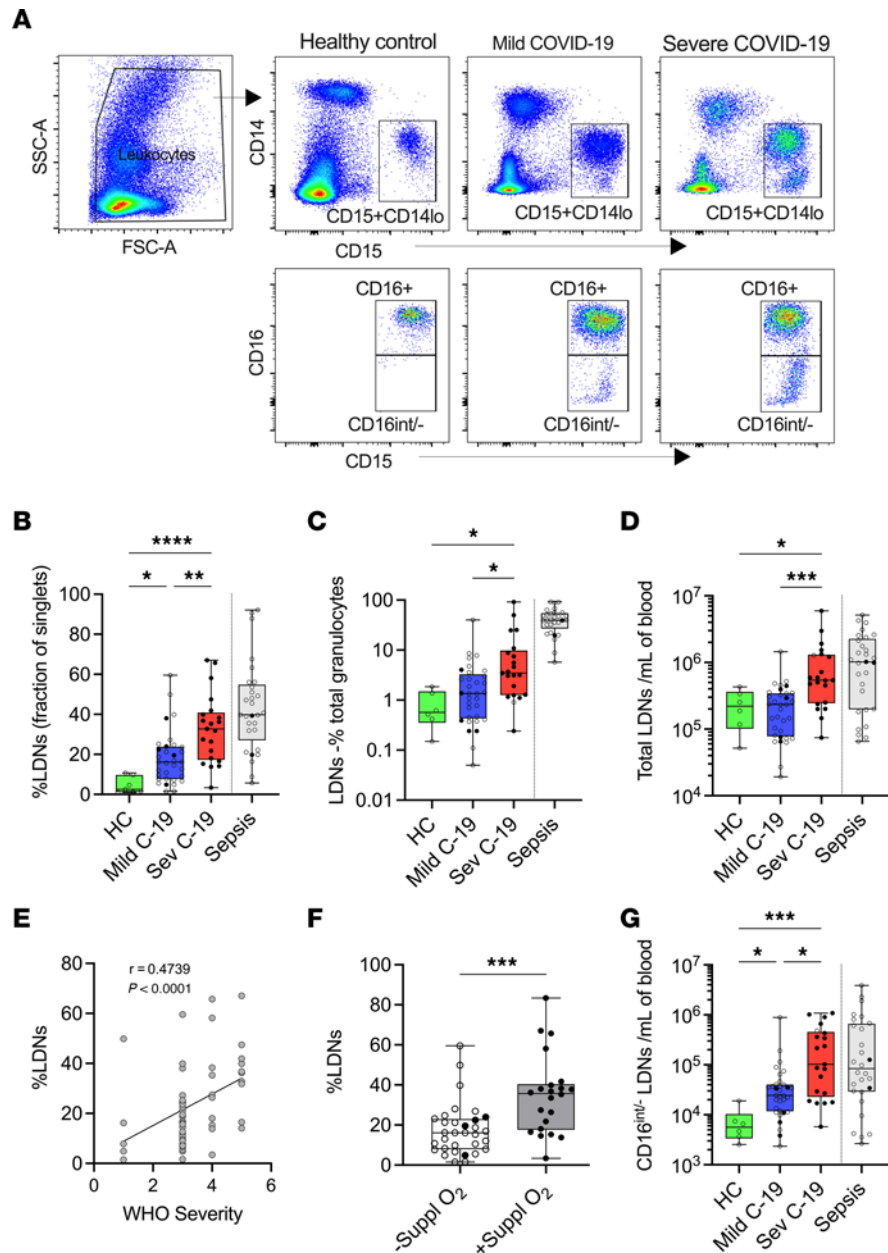 A
Healthy control
Mild COVID-19
Severe COVID-19
SSC-A
Leukocytes
FSC-A
CD14
CD15+CD14lo
CD15+CD14lo
CD15+CD14lo
CD15
CD16
CD16+
CD16+
CD16+
CD16int/-
CD16int/-
CD16int/-
CD15
B
%LDNs (fraction of singlets)
100
80
60
40
20
0
****
*
**
HC
Mild C-19
Sev C-19
Sepsis
C
LDNs -% total granulocytes
100
10
1
0.1
0.01
*
*
HC
Mild C-19
Sev C-19
Sepsis
D
Total LDNs /mL of blood
10^7
10^6
10^5
10^4
*
***
HC
Mild C-19
Sev C-19
Sepsis
E
r = 0.4739
P < 0.0001
%LDNs
80
60
40
20
0
0
2
4
6
WHO Severity
F
%LDNs
100
80
60
40
20
0
***
-Suppl O2
+Suppl O2
G
CD16int/- LDNs /mL of blood
10^7
10^6
10^5
10^4
10^3
***
*
*
HC
Mild C-19
Sev C-19
Sepsis